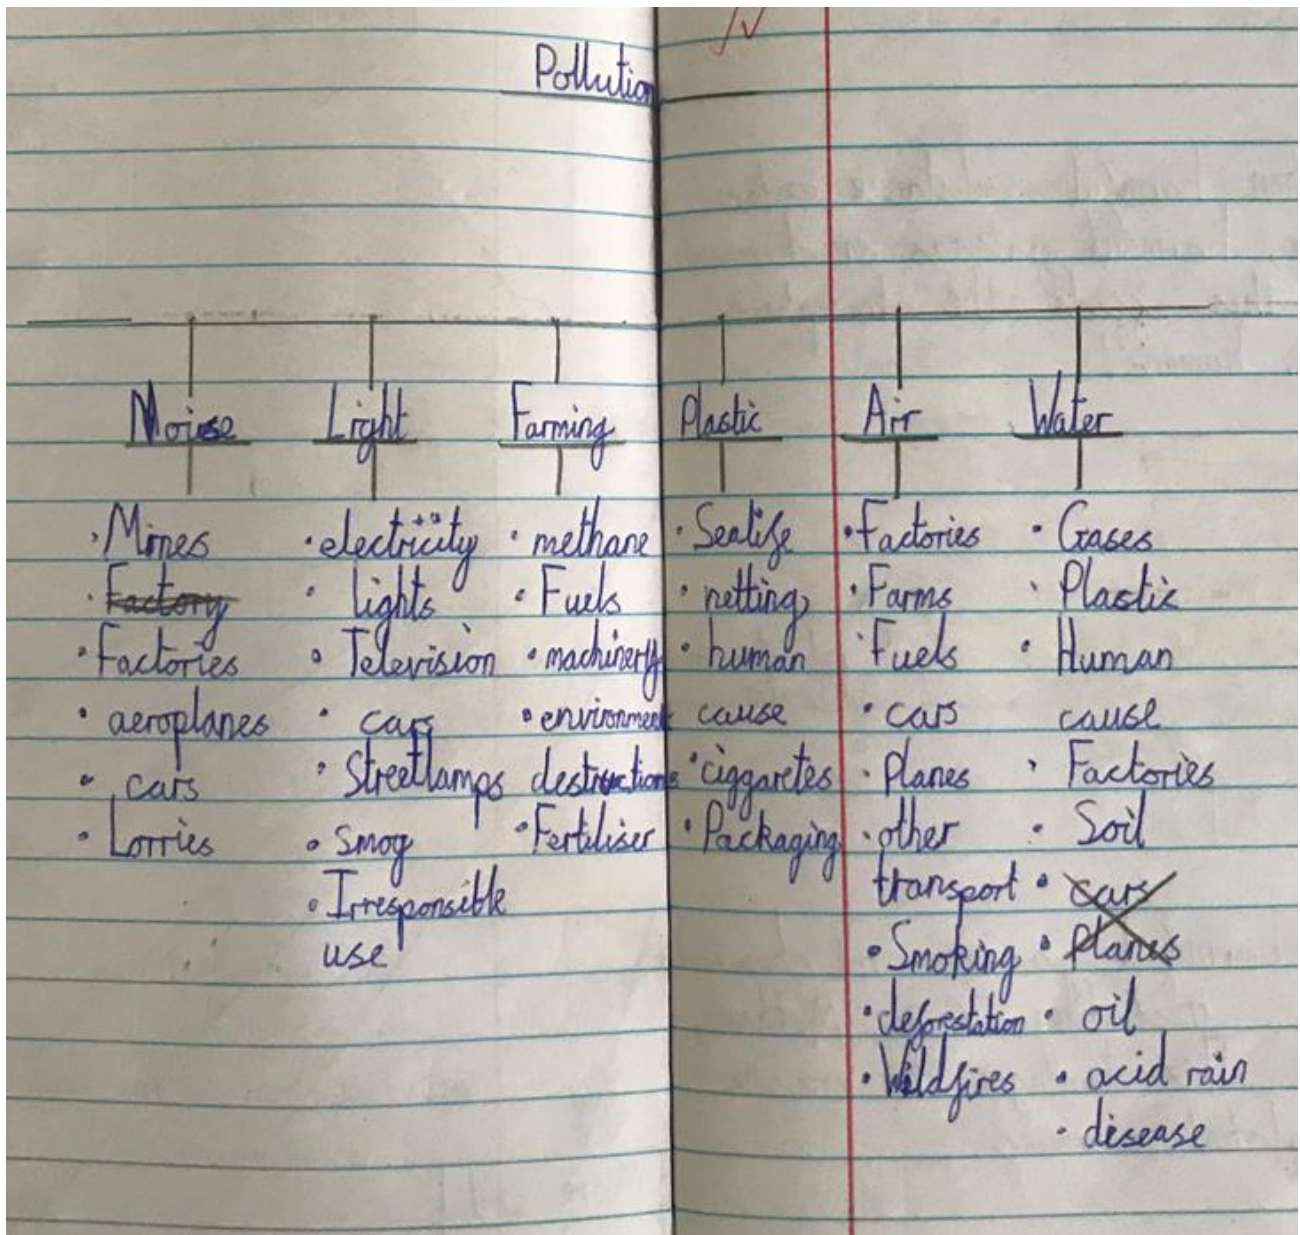 Pollution
Noise Light Farming Plastic Air Water
· Mines · electricity · methane · Sealife · Factories · Gases
· Factory · Lights · Fuels · netting · Farms · Plastic
· Factories · Television · machinery · human · Fuels · Human
· aeroplanes · cars · environment cause · cars cause
· cars · Streetlamps destructions · ciggaretes · Planes · Factories
· Lorries · Smog · Fertiliser · Packaging · other · Soil
· Irresponsible transport · cars
use · Smoking · planes
· deforestation · oil
· Wildfires · acid rain
· disease